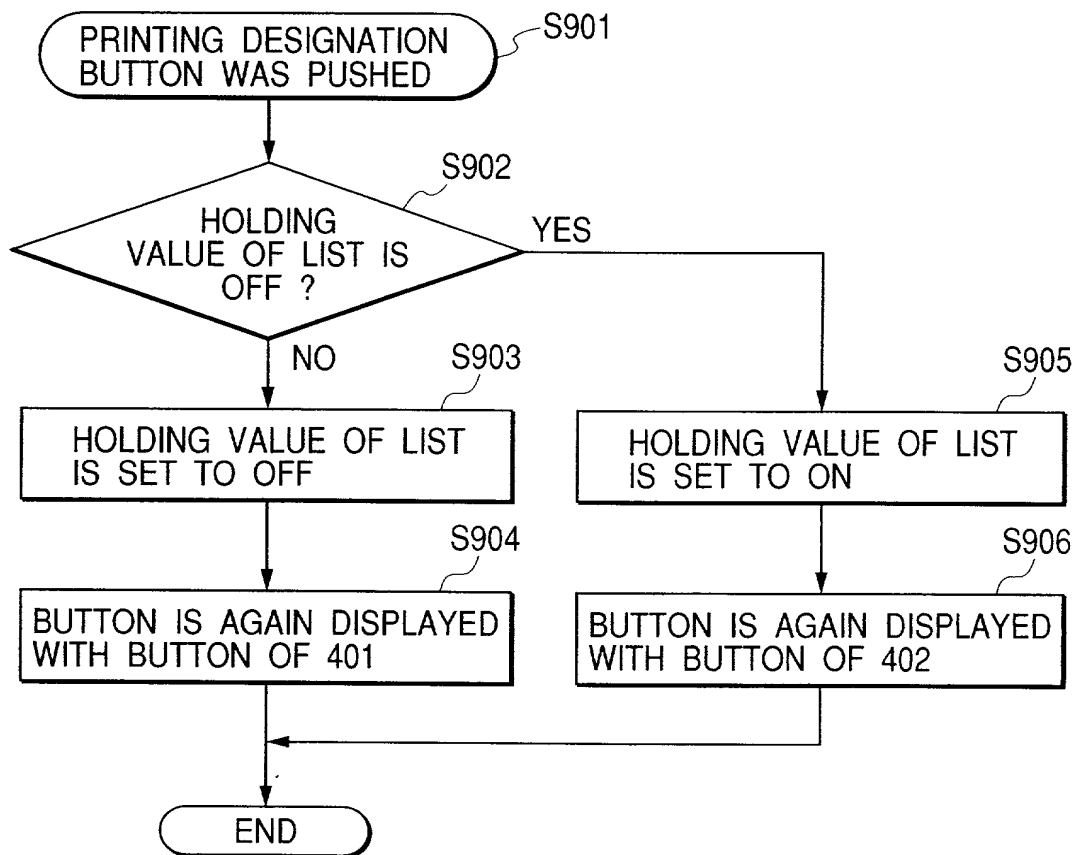 PRINTING DESIGNATION
BUTTON WAS PUSHED
S901
S902
HOLDING
VALUE OF LIST IS
OFF ?
YES
NO
S903
HOLDING VALUE OF LIST
IS SET TO OFF
S905
HOLDING VALUE OF LIST
IS SET TO ON
S904
BUTTON IS AGAIN DISPLAYED
WITH BUTTON OF 401
S906
BUTTON IS AGAIN DISPLAYED
WITH BUTTON OF 402
END